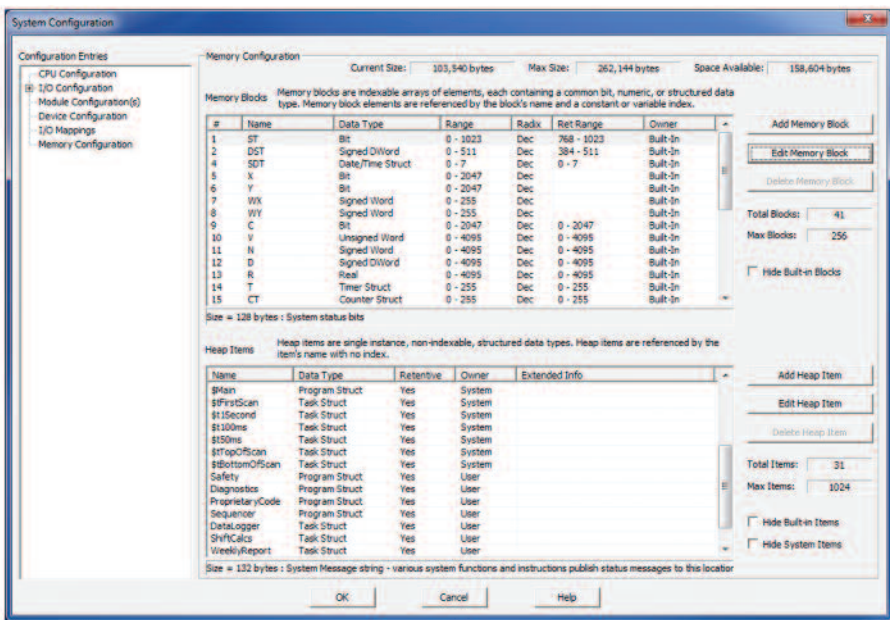 System Configuration
Configuration Entries
CPU Configuration
I/O Configuration
Module Configuration(s)
Device Configuration
I/O Mappings
Memory Configuration
Memory Configuration
Current Size: 103,540 bytes Max Size: 262,144 bytes Space Available: 158,604 bytes
Memory Blocks Memory blocks are indexable arrays of elements, each containing a common bit, numeric, or structured data
type. Memory block elements are referenced by the block's name and a constant or variable index.
# Name Data Type Range Radix Ret Range Owner
1 ST Bit 0 - 1023 Dec 768 - 1023 Built-In
2 DST Signed DWord 0 - 511 Dec 384 - 511 Built-In
4 SDT Date/Time Struct 0 - 7 Dec 0 - 7 Built-In
5 X Bit 0 - 2047 Dec Built-In
6 Y Bit 0 - 2047 Dec Built-In
7 WX Signed Word 0 - 255 Dec Built-In
8 WY Signed Word 0 - 255 Dec Built-In
9 C Bit 0 - 2047 Dec 0 - 2047 Built-In
10 V Unsigned Word 0 - 4095 Dec 0 - 4095 Built-In
11 N Signed Word 0 - 4095 Dec 0 - 4095 Built-In
12 D Signed DWord 0 - 4095 Dec 0 - 4095 Built-In
13 R Real 0 - 4095 Dec 0 - 4095 Built-In
14 T Timer Struct 0 - 255 Dec 0 - 255 Built-In
15 CT Counter Struct 0 - 255 Dec 0 - 255 Built-In
Size = 128 bytes : System status bits
Add Memory Block
Edit Memory Block
Delete Memory Block
Total Blocks: 41
Max Blocks: 256
Hide Built-in Blocks
Heap Items Heap items are single instance, non-indexable, structured data types. Heap items are referenced by the
item's name with no index.
Name Data Type Retentive Owner Extended Info
$Main Program Struct Yes System
$tFirstScan Task Struct Yes System
$t1Second Task Struct Yes System
$t100ms Task Struct Yes System
$t50ms Task Struct Yes System
$tTopOfScan Task Struct Yes System
$tBottomOfScan Task Struct Yes System
Safety Program Struct Yes User
Diagnostics Program Struct Yes User
ProprietaryCode Program Struct Yes User
Sequencer Program Struct Yes User
DataLogger Task Struct Yes User
ShiftCalcs Task Struct Yes User
WeeklyReport Task Struct Yes User
Size = 132 bytes : System Message string - various system functions and instructions publish status messages to this location
Add Heap Item
Edit Heap Item
Delete Heap Item
Total Items: 31
Max Items: 1024
Hide Built-in Items
Hide System Items
OK Cancel Help